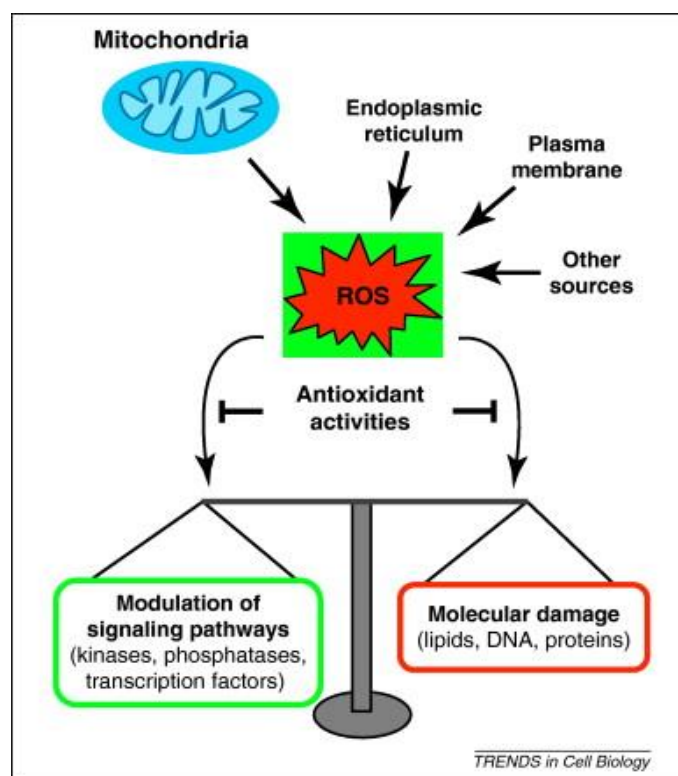 Mitochondria
Endoplasmic
reticulum
Plasma
membrane
Other
sources
ROS
Antioxidant
activities
Modulation of
signaling pathways
(kinases, phosphatases,
transcription factors)
Molecular damage
(lipids, DNA, proteins)
TRENDS in Cell Biology